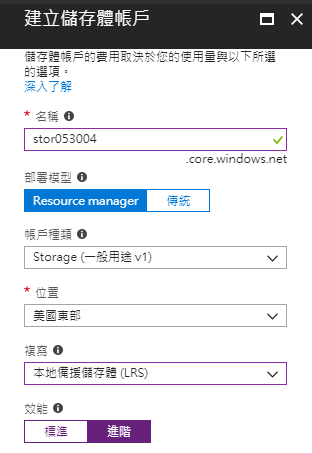 建立儲存體帳戶
儲存體帳戶的費用取決於您的使用量與以下所選
的選項。
深入了解
* 名稱
stor053004
.core.windows.net
部署模型
Resource manager 傳統
帳戶種類
Storage (一般用途 v1)
* 位置
美國東部
複寫
本地備援儲存體 (LRS)
效能
標準 進階